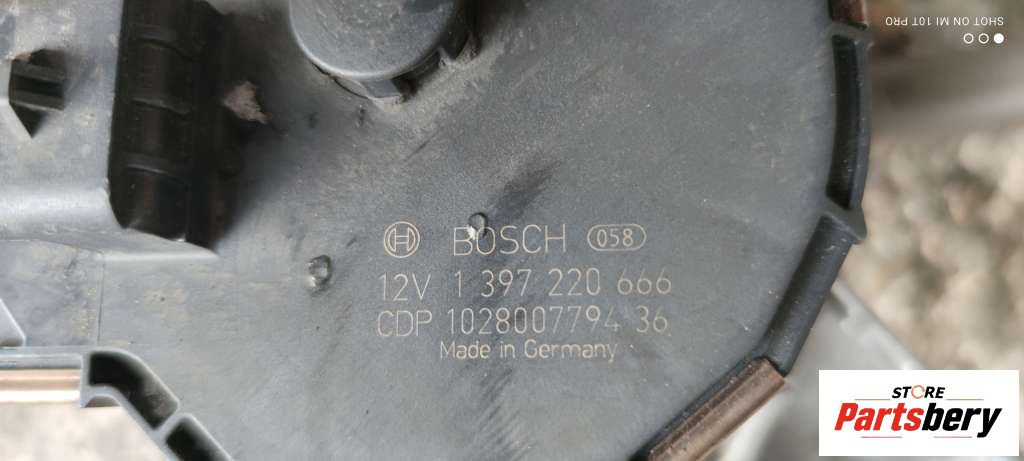 SHOT ON MI 10T PRO
BOSCH 058
12V 1 397 220 666
CDP 1028007794 36
Made in Germany
STORE
Partsbery